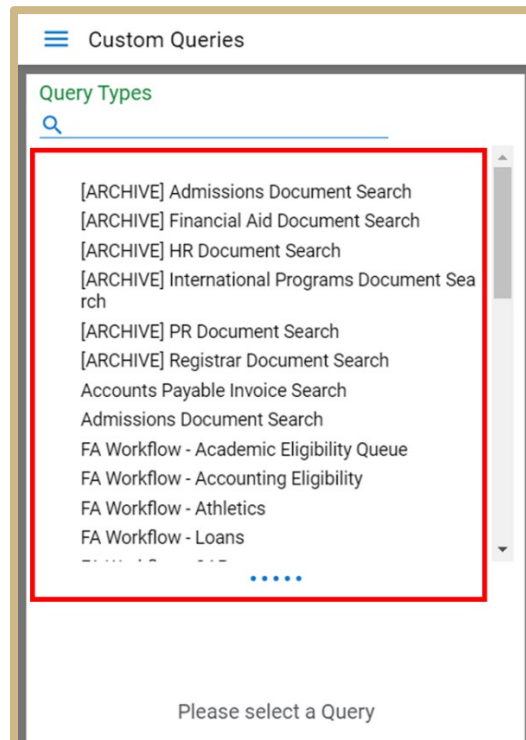 Custom Queries
Query Types
[ARCHIVE] Admissions Document Search
[ARCHIVE] Financial Aid Document Search
[ARCHIVE] HR Document Search
[ARCHIVE] International Programs Document Sea
rch
[ARCHIVE] PR Document Search
[ARCHIVE] Registrar Document Search
Accounts Payable Invoice Search
Admissions Document Search
FA Workflow - Academic Eligibility Queue
FA Workflow - Accounting Eligibility
FA Workflow - Athletics
FA Workflow - Loans
Please select a Query